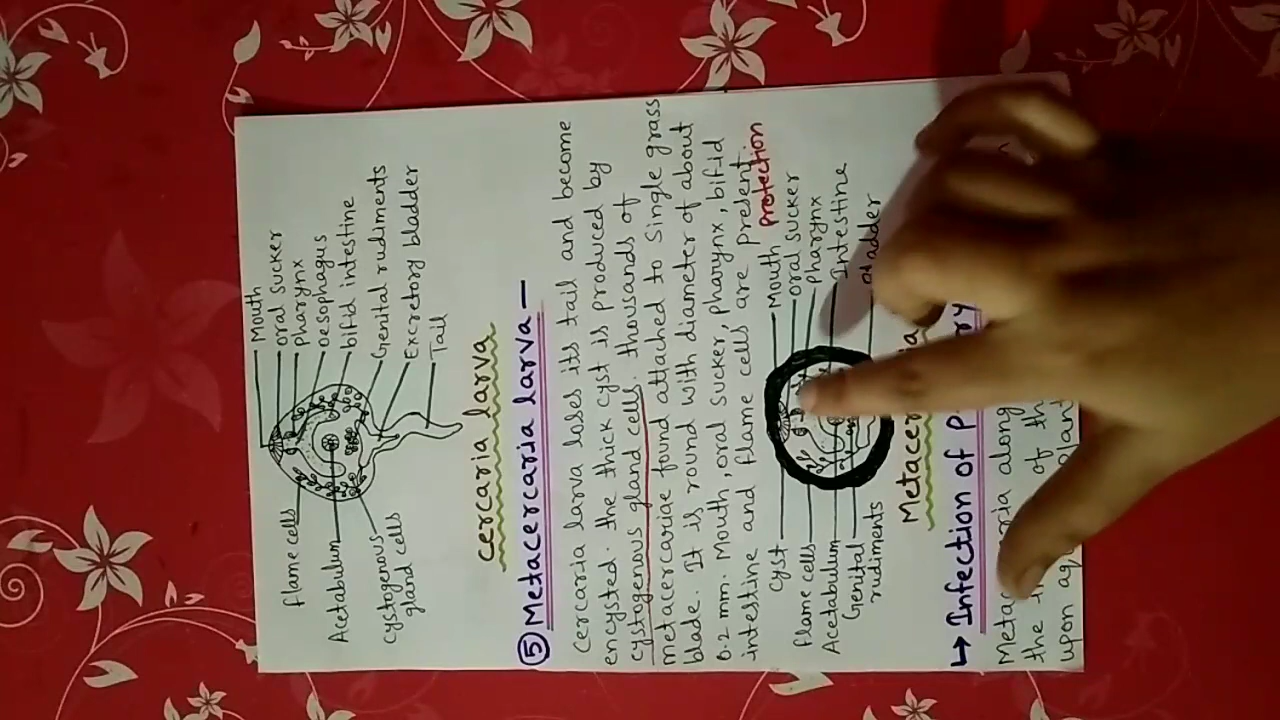 Mouth
oral sucker
pharynx
oesophagus
bifid intestine
Genital rudiments
Excretory bladder
Tail
flame cells
Acetabulum
cystogenous
gland cells
cercaria larva
⑤ Metacercaria larva —
Cercaria larva loses its tail and become
encysted. the thick cyst is produced by
cystogenous gland cells. thousands of
metacercariae found attached to Single grass
blade. It is round with diameter of about
0.2 mm. Mouth, oral sucker, pharynx, bifid
intestine and flame cells are present.
protection
Mouth
oral sucker
pharynx
Intestine
bladder
cyst
flame cells
Acetabulum
Genital
rudiments
Metacer
↳ Infection of P
along
the
of
upon